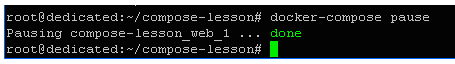 root@dedicated:~/compose-lesson# docker-compose pause
Pausing compose-lesson_web_1 ... done
root@dedicated:~/compose-lesson#